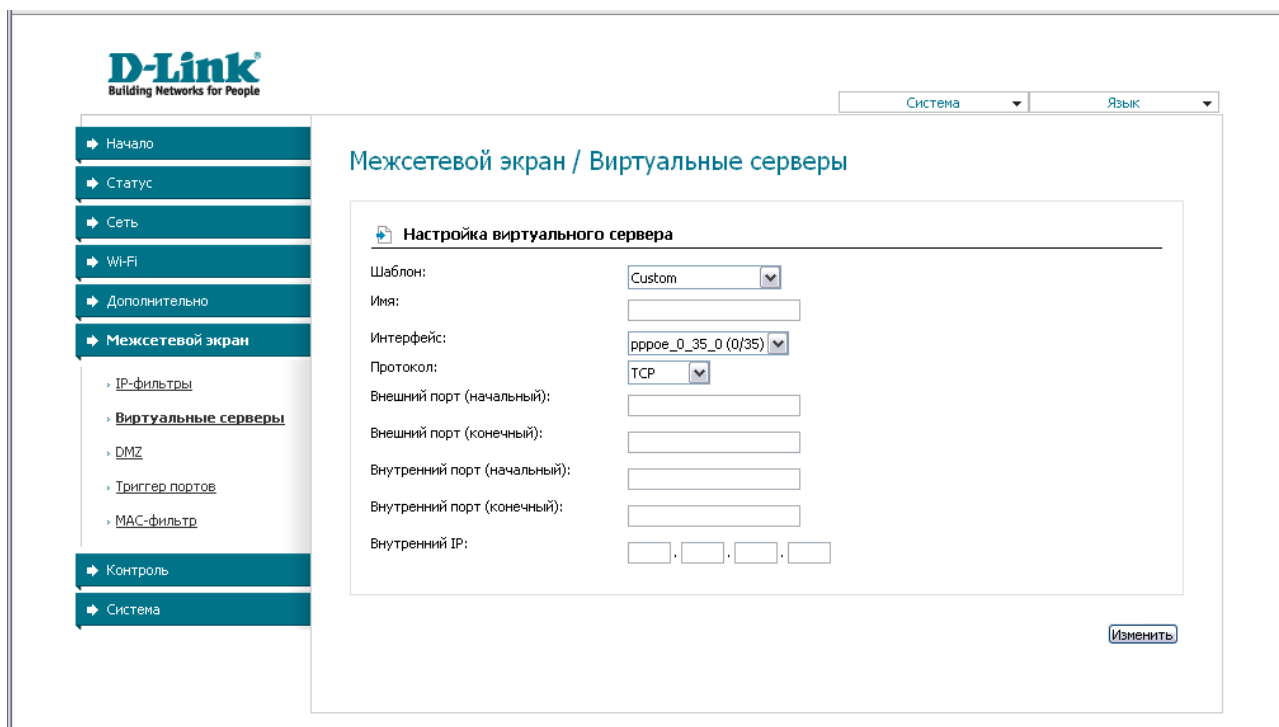 D-Link
Building Networks for People
Система
Язык
Начало
Статус
Сеть
Wi-Fi
Дополнительно
Межсетевой экран
IP-фильтры
Виртуальные серверы
DMZ
Триггер портов
MAC-фильтр
Контроль
Система
Межсетевой экран / Виртуальные серверы
Настройка виртуального сервера
Шаблон: Custom
Имя:
Интерфейс: pppoe_0_35_0 (0/35)
Протокол: TCP
Внешний порт (начальный):
Внешний порт (конечный):
Внутренний порт (начальный):
Внутренний порт (конечный):
Внутренний IP: . . .
Изменить